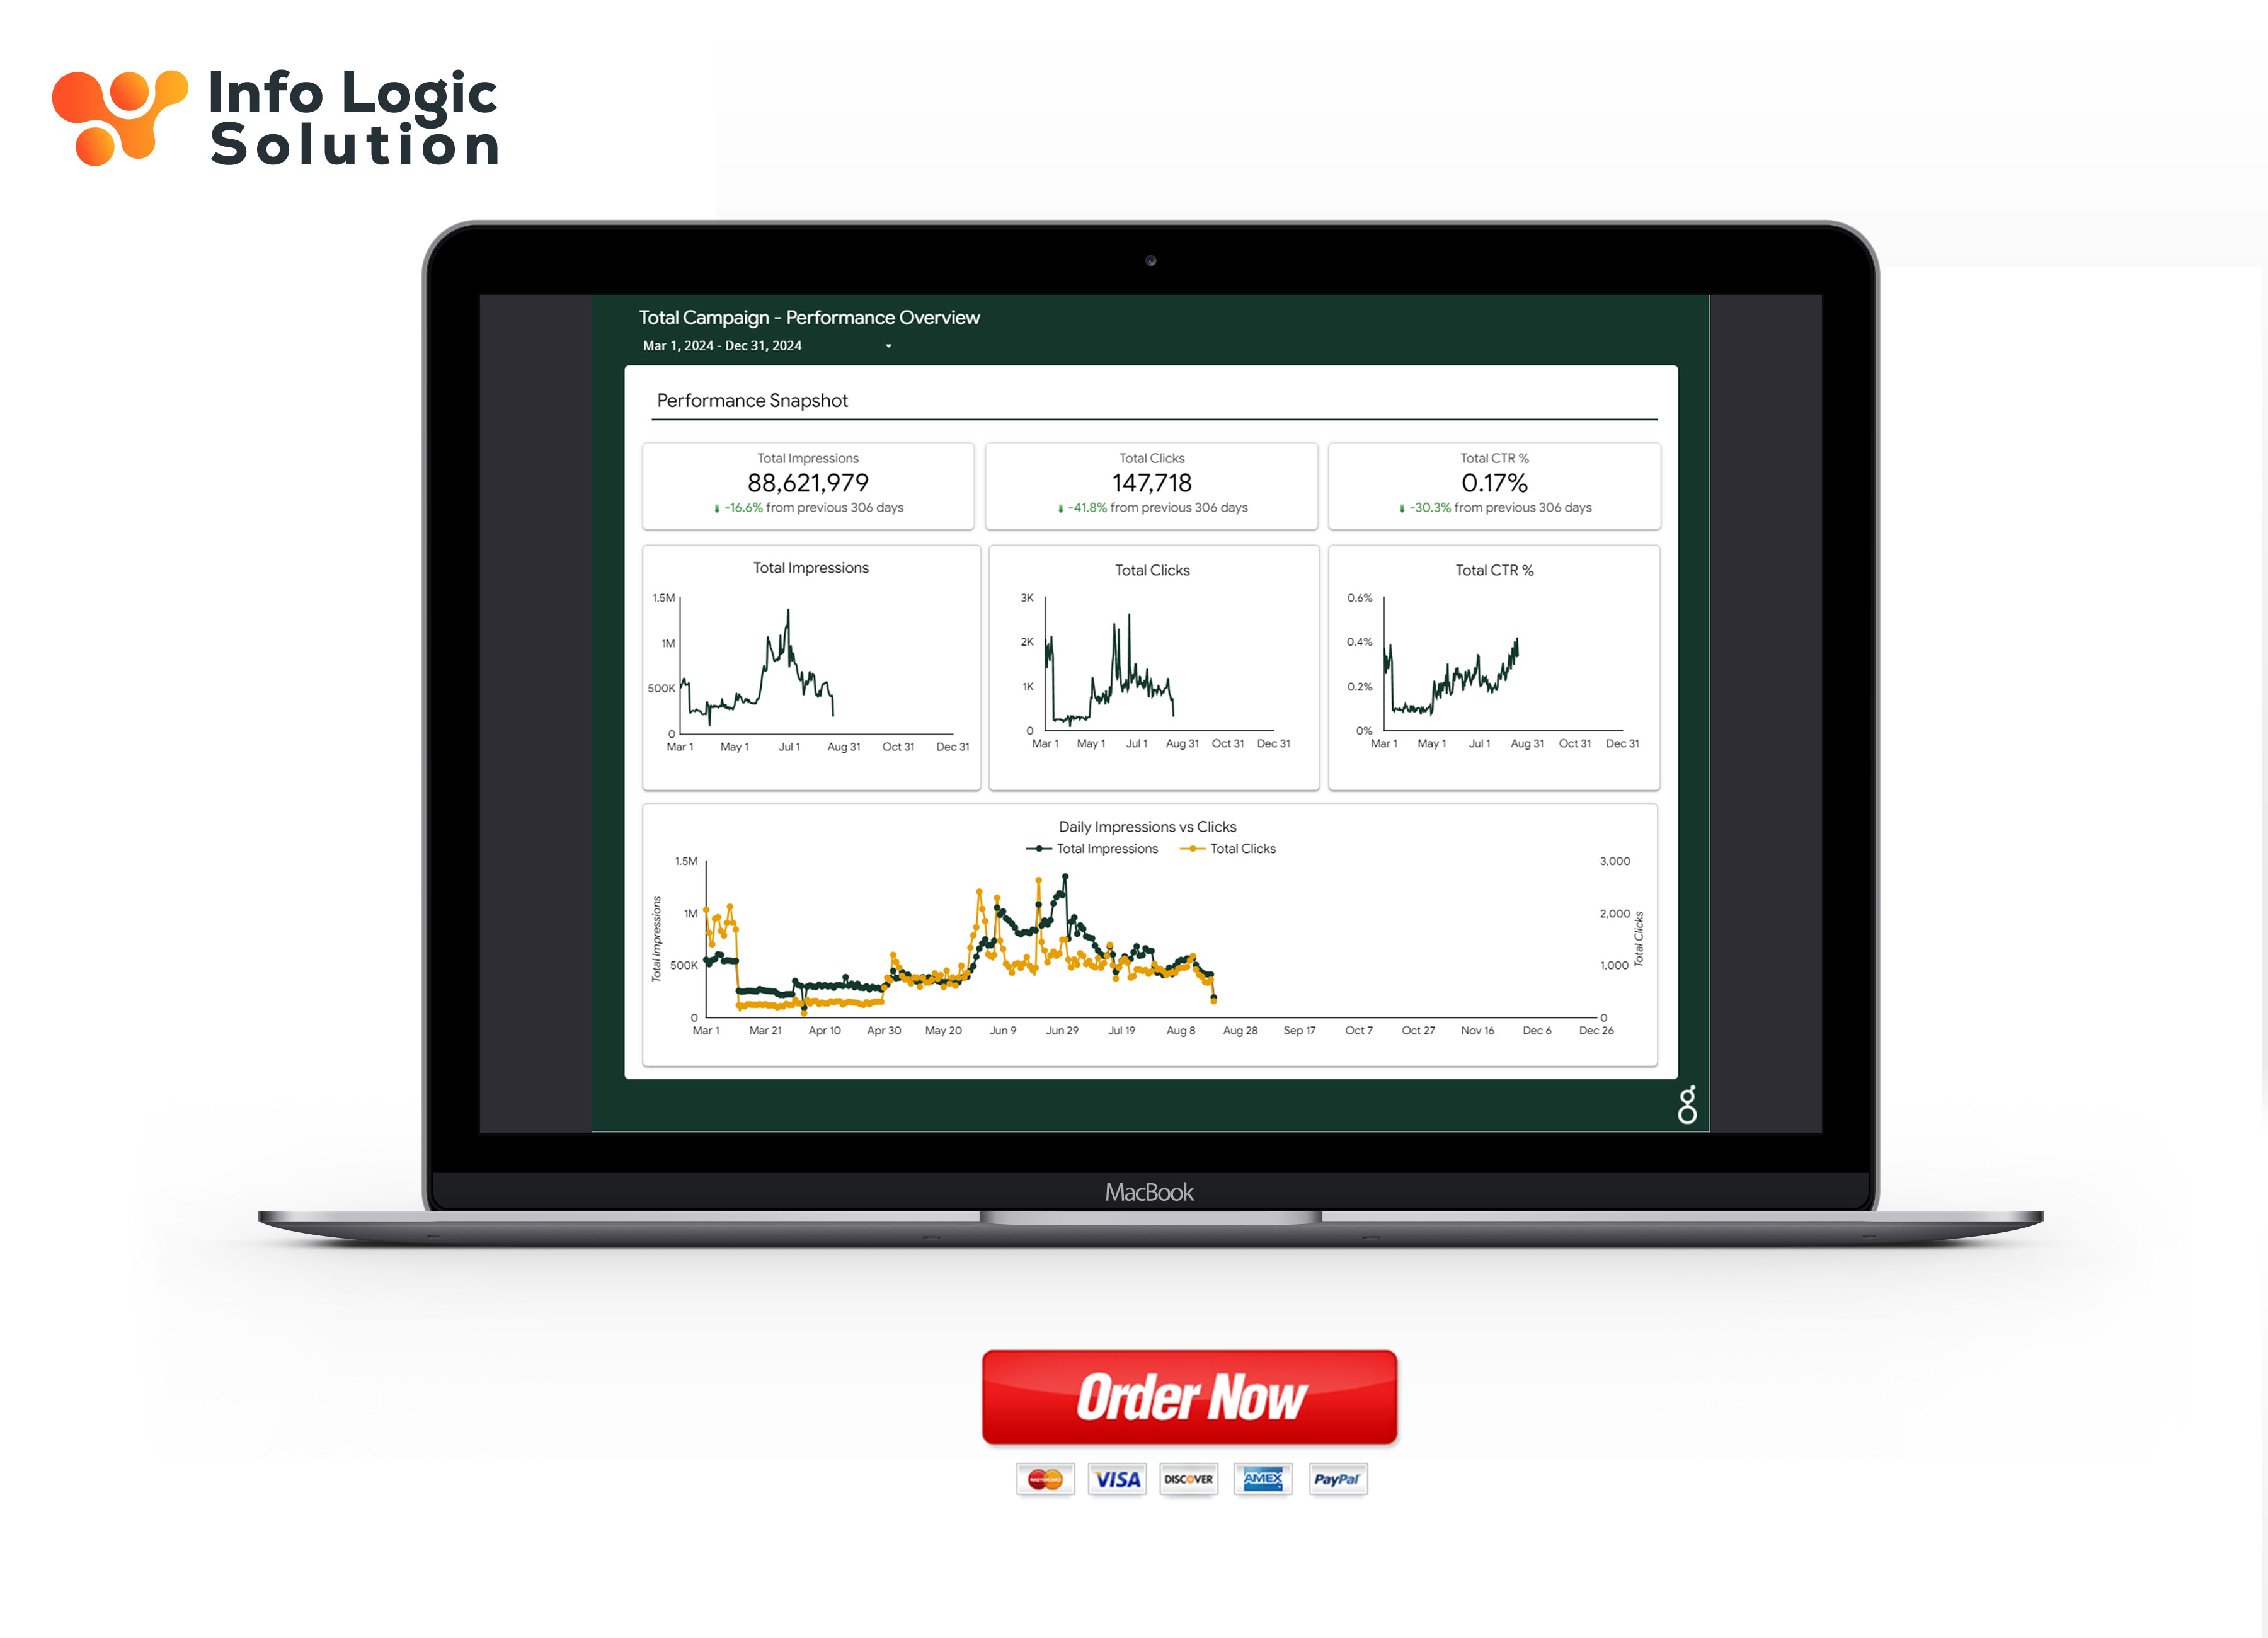 Info Logic
Solution
Total Campaign - Performance Overview
Mar 1, 2024 - Dec 31, 2024
Performance Snapshot
Total Impressions
88,621,979
-16.6% from previous 306 days
Total Clicks
147,718
-41.8% from previous 306 days
Total CTR %
0.17%
-30.3% from previous 306 days
Total Impressions
1.5M
1M
500K
0
Mar 1 May 1 Jul 1 Aug 31 Oct 31 Dec 31
Total Clicks
3K
2K
1K
0
Mar 1 May 1 Jul 1 Aug 31 Oct 31 Dec 31
Total CTR %
0.6%
0.4%
0.2%
0%
Mar 1 May 1 Jul 1 Aug 31 Oct 31 Dec 31
Daily Impressions vs Clicks
Total Impressions Total Clicks
1.5M 3,000
1M 2,000
500K 1,000
0 0
Total Impressions
Total Clicks
Mar 1 Mar 21 Apr 10 Apr 30 May 20 Jun 9 Jun 29 Jul 19 Aug 8 Aug 28 Sep 17 Oct 7 Oct 27 Nov 16 Dec 6 Dec 26
MacBook
Order Now
MasterCard VISA DISCOVER AMEX PayPal